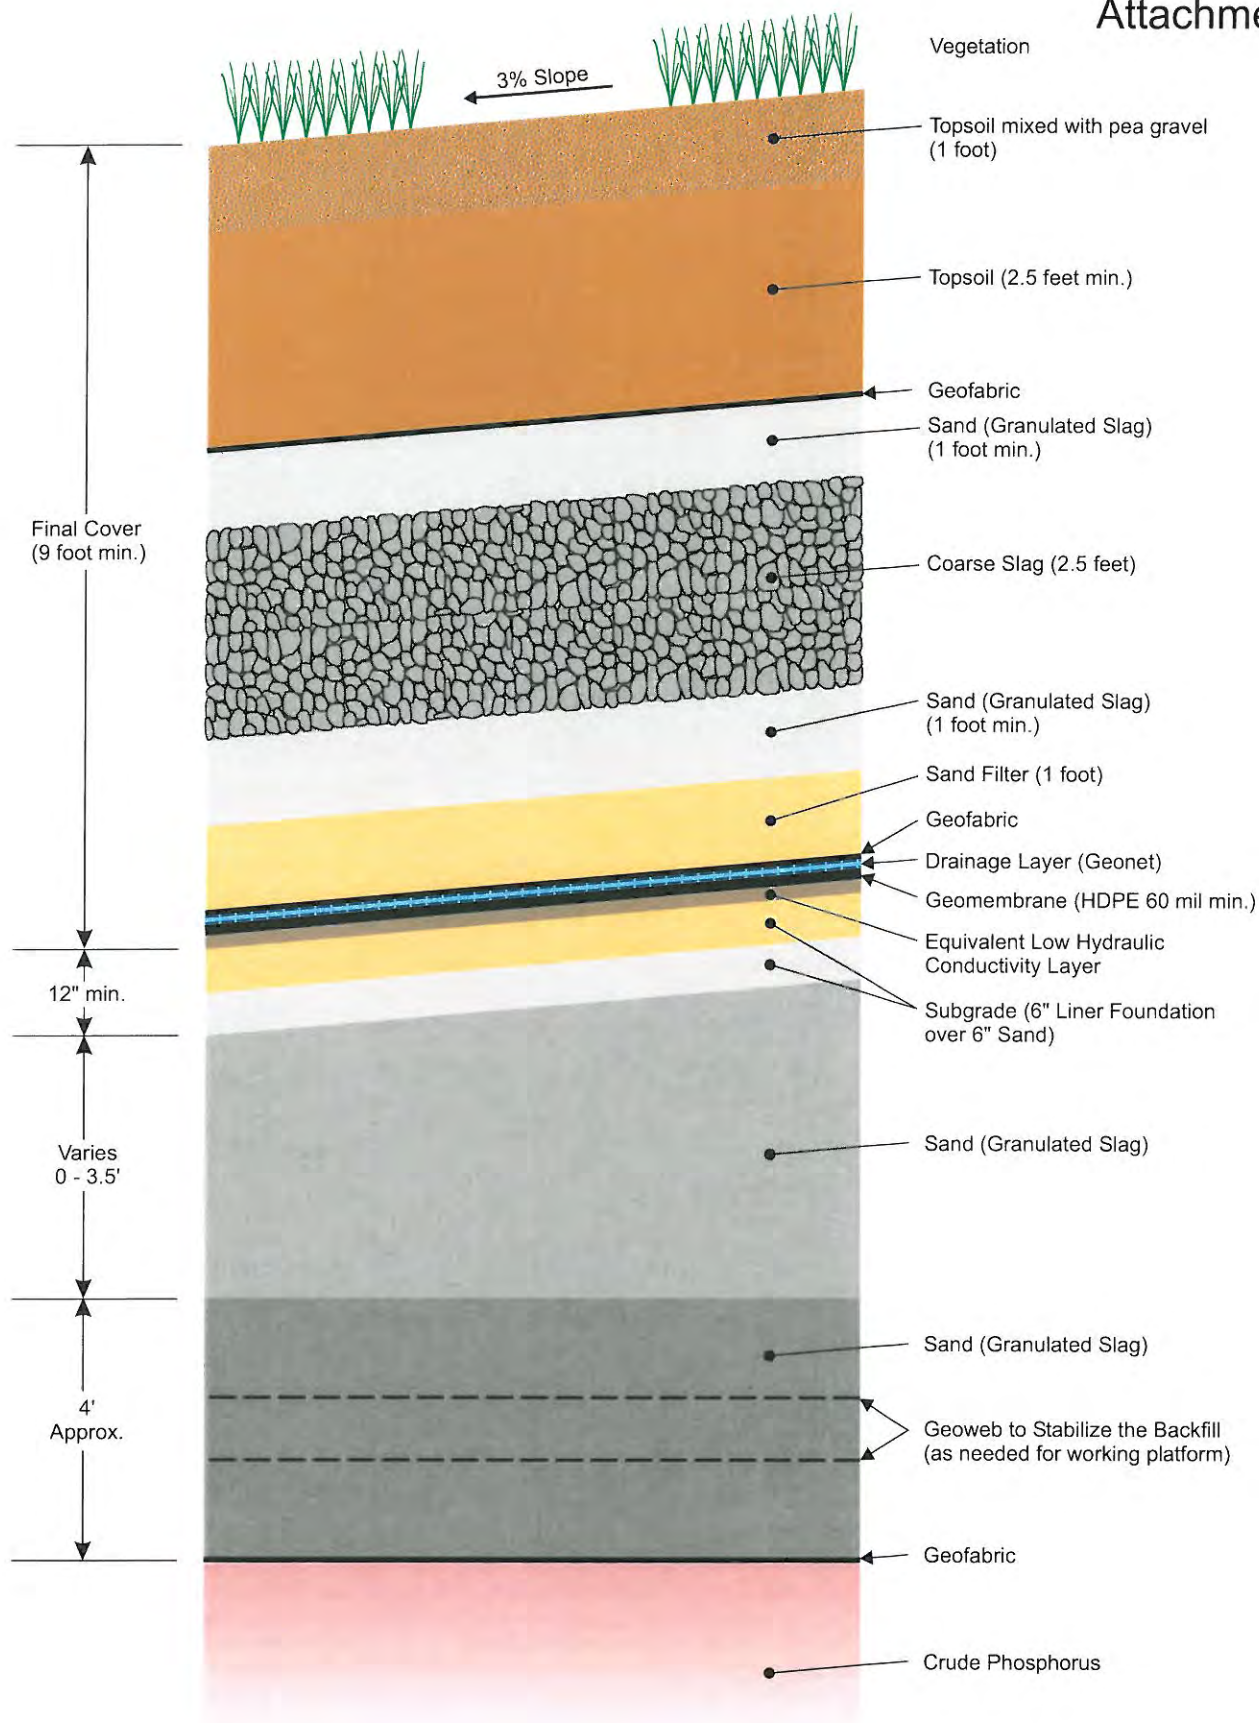 Vegetation
3% Slope
Topsoil mixed with pea gravel
(1 foot)
Topsoil (2.5 feet min.)
Geofabric
Sand (Granulated Slag)
(1 foot min.)
Final Cover
(9 foot min.)
Coarse Slag (2.5 feet)
Sand (Granulated Slag)
(1 foot min.)
Sand Filter (1 foot)
Geofabric
Drainage Layer (Geonet)
Geomembrane (HDPE 60 mil min.)
Equivalent Low Hydraulic
Conductivity Layer
12" min.
Subgrade (6" Liner Foundation
over 6" Sand)
Varies
0 - 3.5'
Sand (Granulated Slag)
Sand (Granulated Slag)
4'
Approx.
Geoweb to Stabilize the Backfill
(as needed for working platform)
Geofabric
Crude Phosphorus